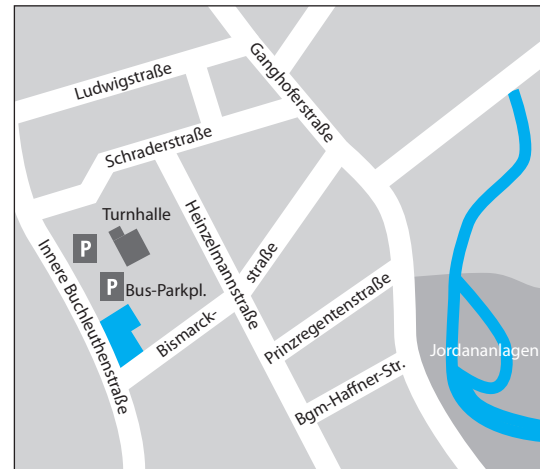 Ludwigstraße
Ganghoferstraße
Schraderstraße
Turnhalle
P
P Bus-Parkpl.
Innere Buchleuthenstraße
Heinzelmannstraße
Bismarck-
straße
Prinzregentenstraße
Bgm-Haffner-Str.
Jordananlagen